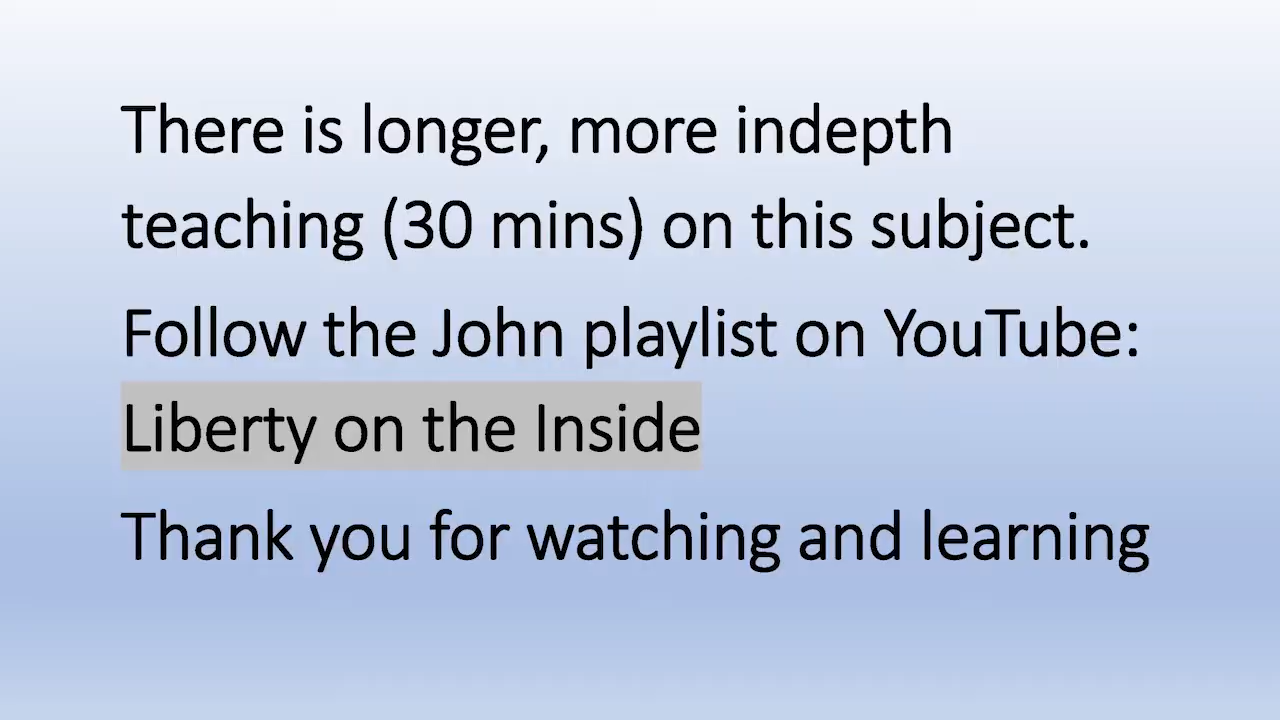 There is longer, more indepth
teaching (30 mins) on this subject.
Follow the John playlist on YouTube:
Liberty on the Inside
Thank you for watching and learning